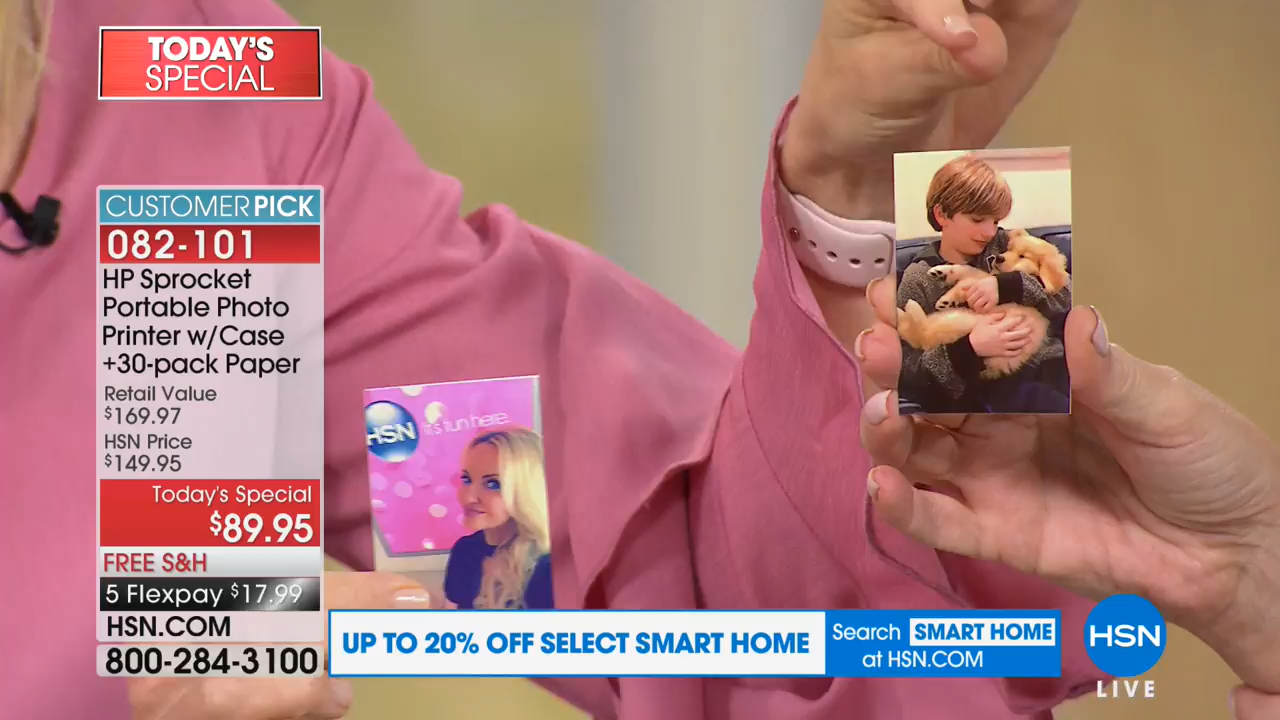 TODAY'S
SPECIAL
CUSTOMER PICK
082-101
HP Sprocket
Portable Photo
Printer w/Case
+30-pack Paper
Retail Value
$169.97
HSN Price
$149.95
Today's Special
$89.95
FREE S&H
5 Flexpay $17.99
HSN.COM
800-284-3100
HSN it's fun here.
UP TO 20% OFF SELECT SMART HOME
Search SMART HOME
at HSN.COM
HSN
LIVE